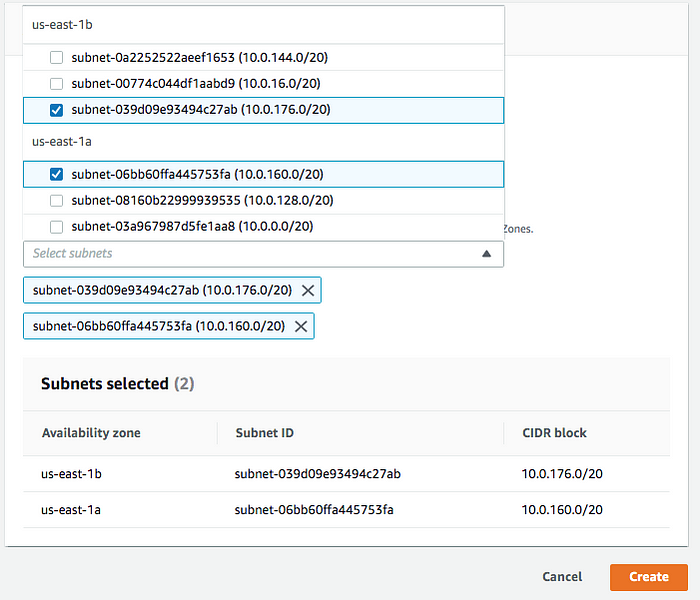 us-east-1b
subnet-0a2252522aeef1653 (10.0.144.0/20)
subnet-00774c044df1aabd9 (10.0.16.0/20)
subnet-039d09e93494c27ab (10.0.176.0/20)
us-east-1a
subnet-06bb60ffa445753fa (10.0.160.0/20)
subnet-08160b22999939535 (10.0.128.0/20)
subnet-03a967987d5fe1aa8 (10.0.0.0/20)
Zones.
Select subnets
subnet-039d09e93494c27ab (10.0.176.0/20)
subnet-06bb60ffa445753fa (10.0.160.0/20)
Subnets selected (2)
Availability zone Subnet ID CIDR block
us-east-1b subnet-039d09e93494c27ab 10.0.176.0/20
us-east-1a subnet-06bb60ffa445753fa 10.0.160.0/20
Cancel Create